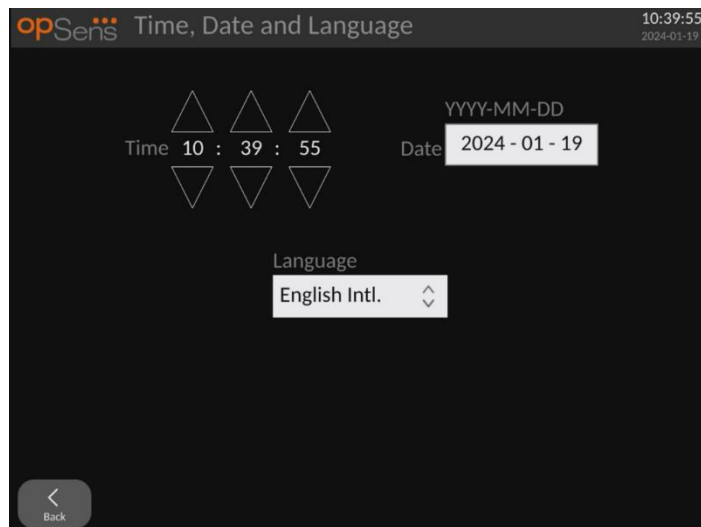 opSens Time, Date and Language
10:39:55
2024-01-19
YYYY-MM-DD
Time 10 : 39 : 55
Date 2024 - 01 - 19
Language
English Intl.
Back